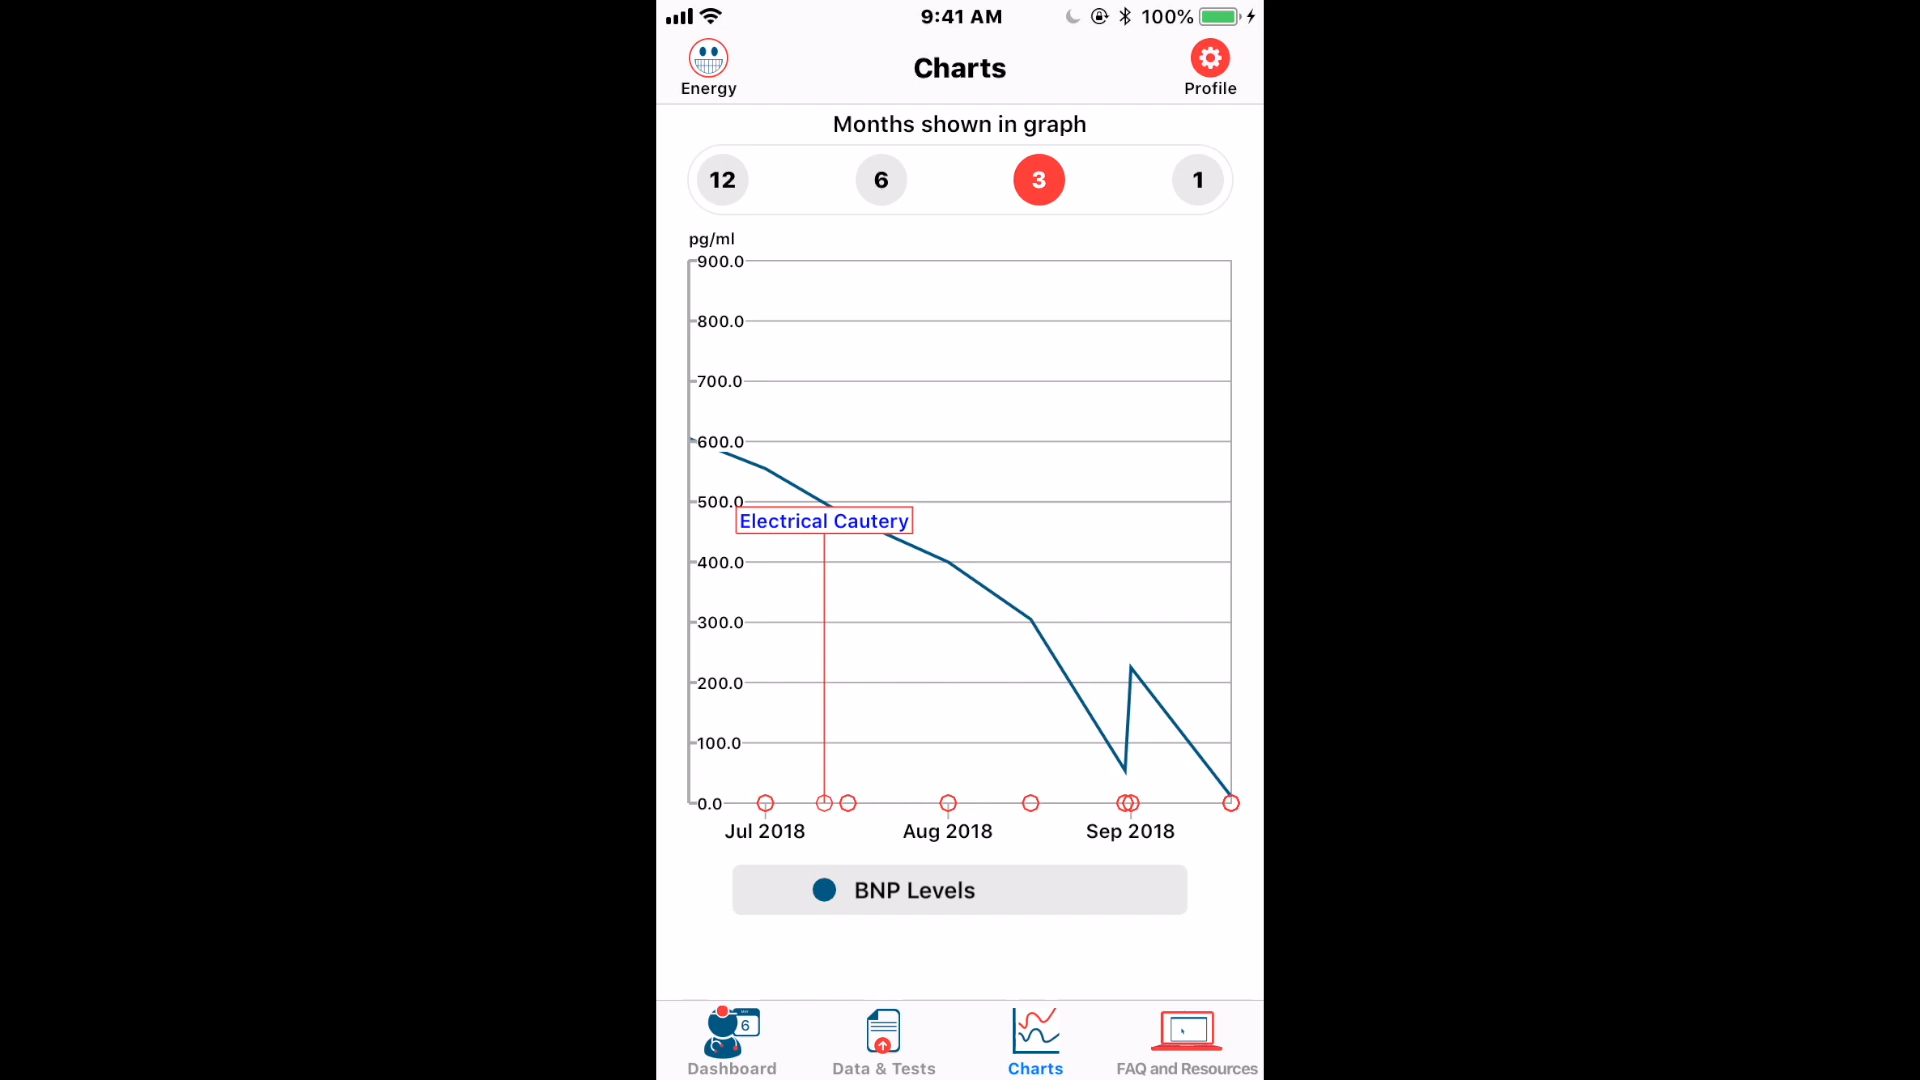 9:41 AM
100%
Energy
Charts
Profile
Months shown in graph
12 6 3 1
pg/ml
900.0
800.0
700.0
600.0
500.0
Electrical Cautery
400.0
300.0
200.0
100.0
0.0
Jul 2018 Aug 2018 Sep 2018
BNP Levels
6
Dashboard Data & Tests Charts FAQ and Resources